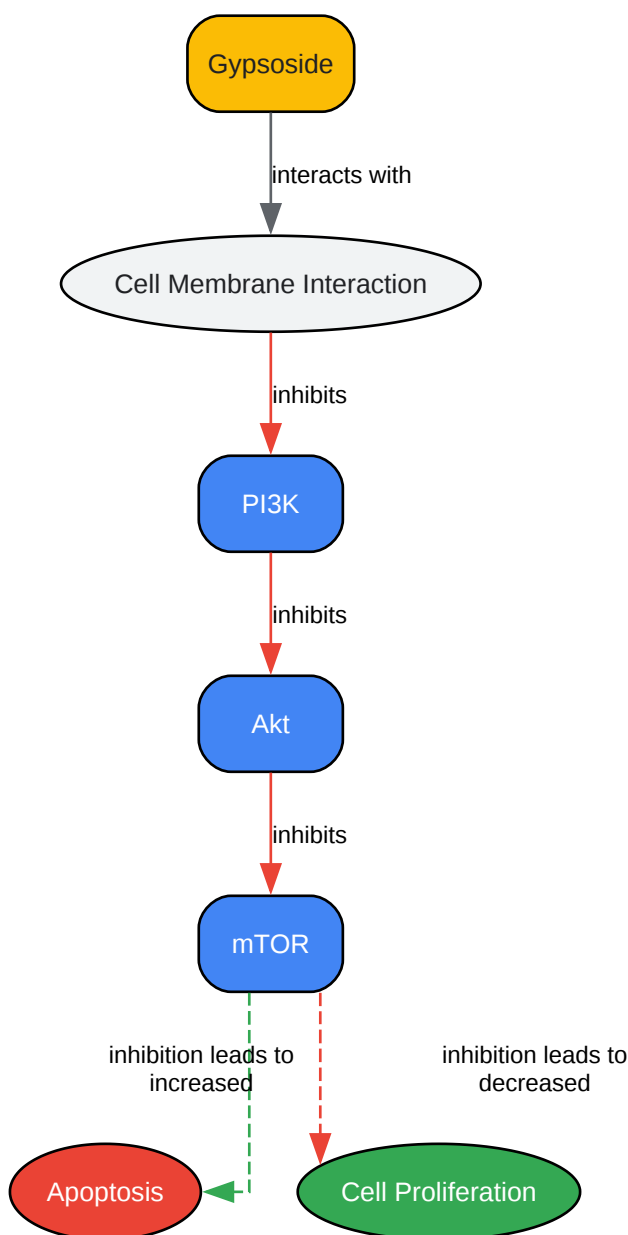 Gypsoside
interacts with
Cell Membrane Interaction
inhibits
PI3K
inhibits
Akt
inhibits
mTOR
inhibition leads to
increased
inhibition leads to
decreased
Apoptosis
Cell Proliferation